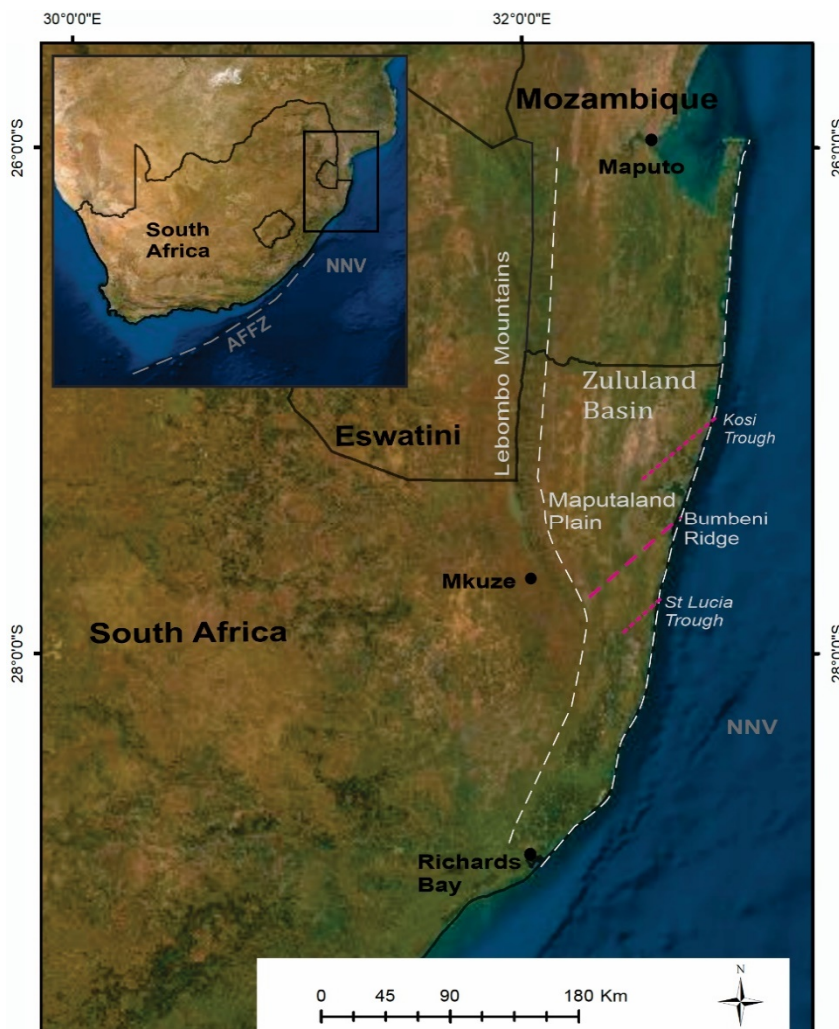 30°0'0"E
32°0'0"E
Mozambique
26°0'0"S
26°0'0"S
Maputo
South
Africa
NNV
AFFZ
Lebombo Mountains
Zululand
Basin
Eswatini
Kosi
Trough
Maputaland
Plain
Bumbeni
Ridge
Mkuze
St Lucia
Trough
South Africa
28°0'0"S
28°0'0"S
NNV
Richards
Bay
N
0 45 90 180 Km